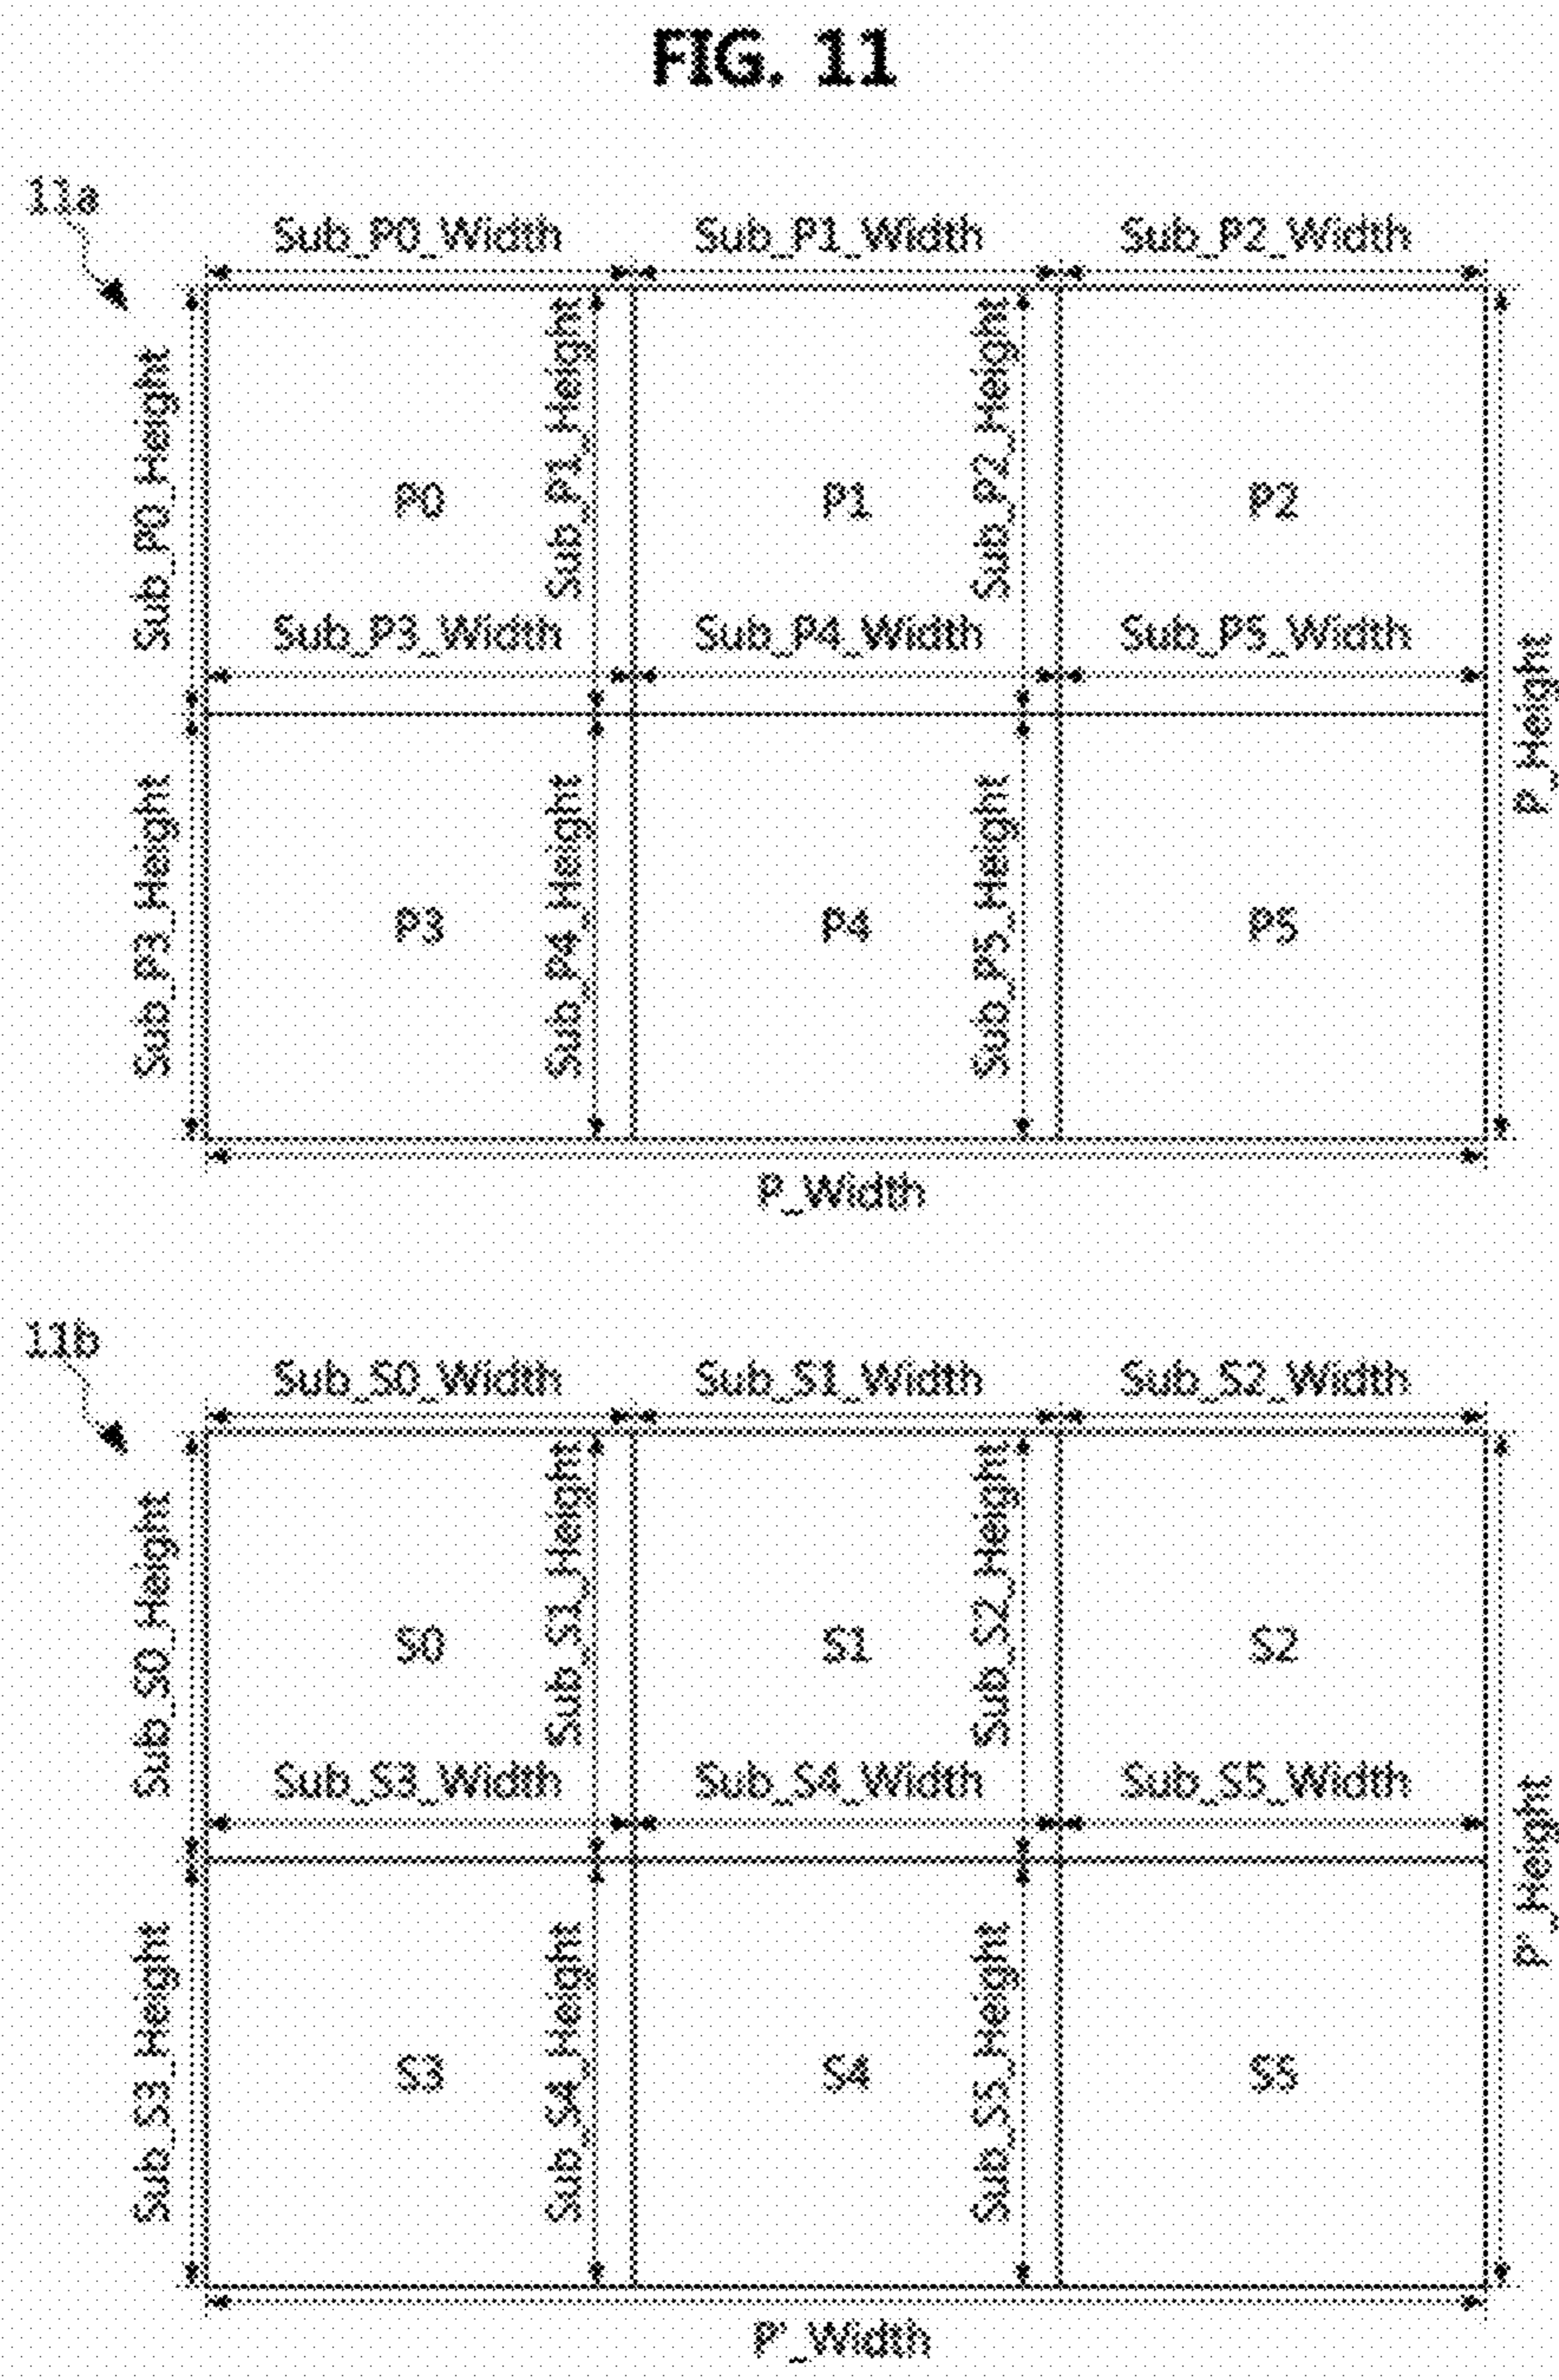 FIG. 11
11a
Sub_P0_Width
Sub_P1_Width
Sub_P2_Width
Sub_P0_Height
Sub_P1_Height
Sub_P2_Height
P0
P1
P2
Sub_P3_Width
Sub_P4_Width
Sub_P5_Width
P_Height
Sub_P3_Height
Sub_P4_Height
Sub_P5_Height
P3
P4
P5
P_Width
11b
Sub_S0_Width
Sub_S1_Width
Sub_S2_Width
Sub_S0_Height
Sub_S1_Height
Sub_S2_Height
S0
S1
S2
Sub_S3_Width
Sub_S4_Width
Sub_S5_Width
P'_Height
Sub_S3_Height
Sub_S4_Height
Sub_S5_Height
S3
S4
S5
P'_Width